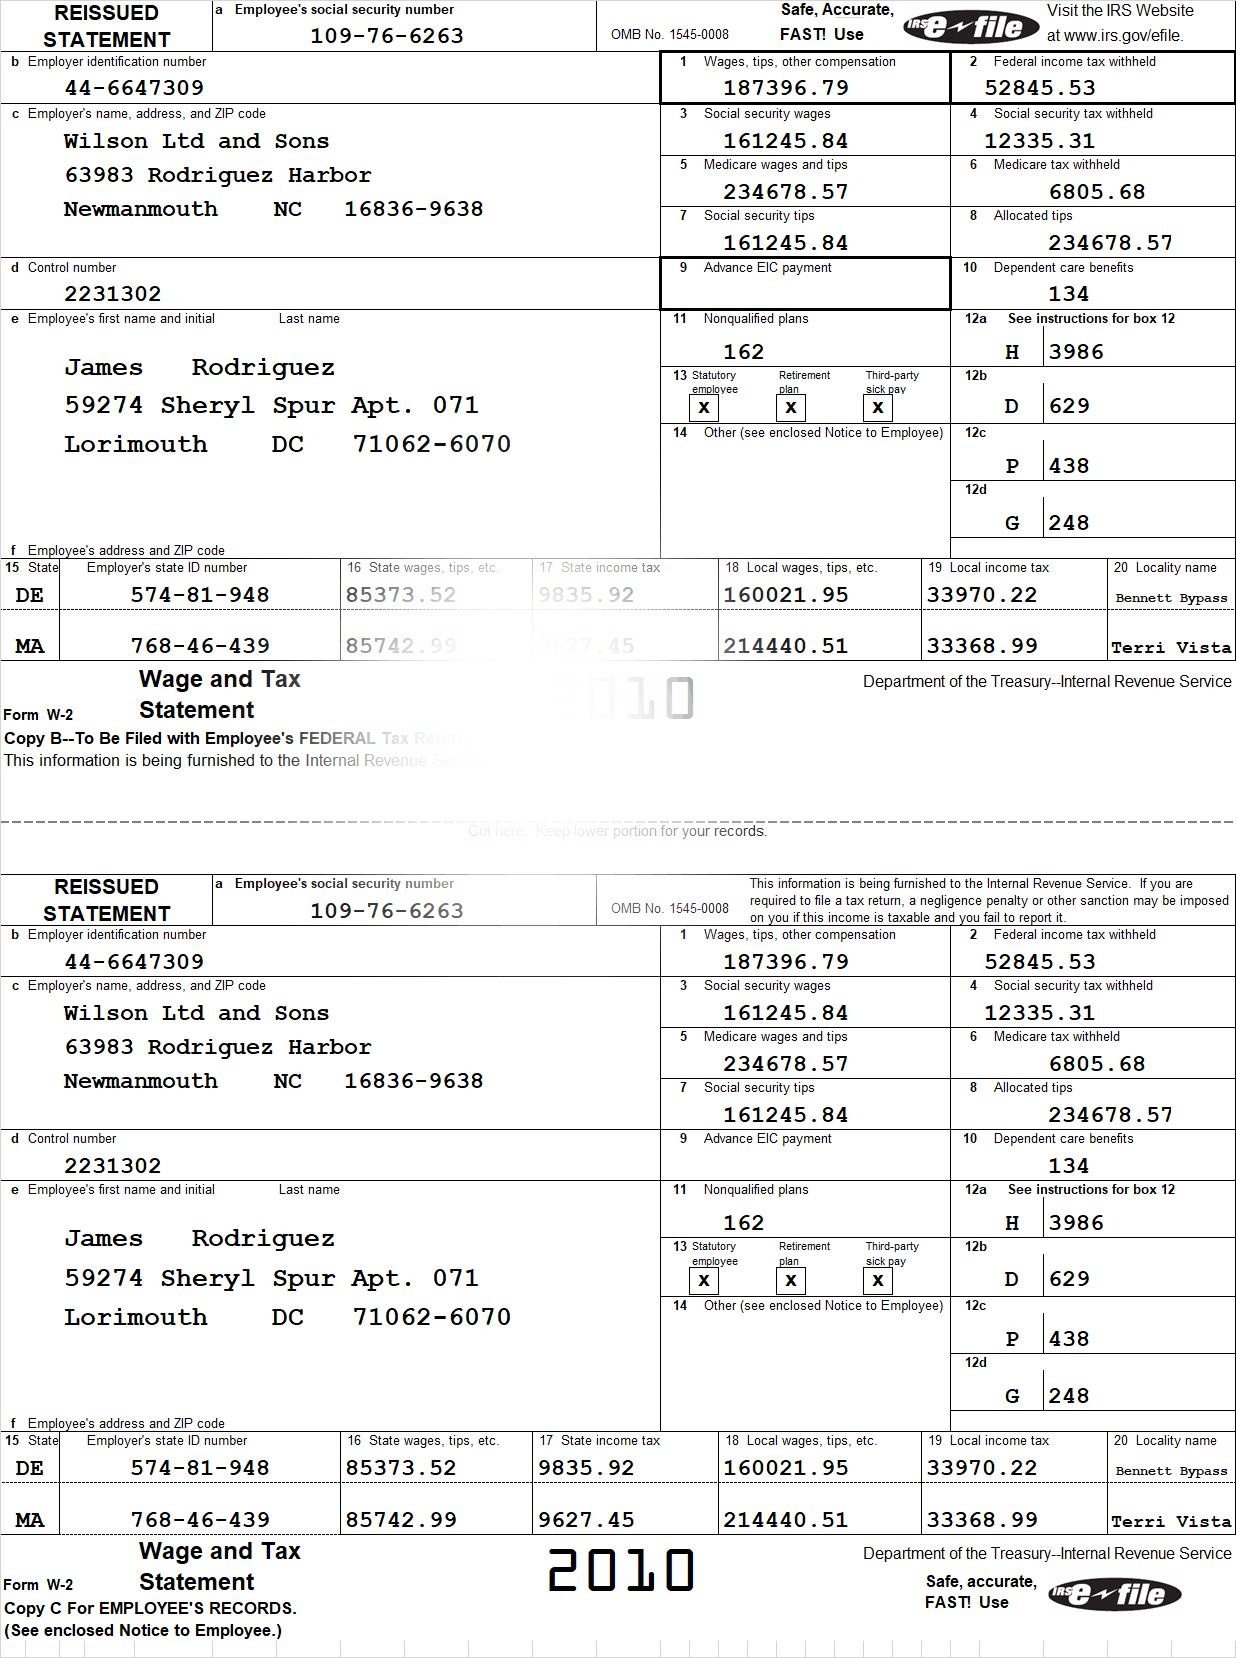 REISSUED STATEMENT
a Employee's social security number
109-76-6263
OMB No. 1545-0008
Safe, Accurate, FAST! Use
IRS e-file
Visit the IRS Website at www.irs.gov/efile.
b Employer identification number
44-6647309
1 Wages, tips, other compensation
187396.79
2 Federal income tax withheld
52845.53
c Employer's name, address, and ZIP code
Wilson Ltd and Sons
63983 Rodriguez Harbor
Newmanmouth NC 16836-9638
3 Social security wages
161245.84
4 Social security tax withheld
12335.31
5 Medicare wages and tips
234678.57
6 Medicare tax withheld
6805.68
7 Social security tips
161245.84
8 Allocated tips
234678.57
d Control number
2231302
9 Advance EIC payment
10 Dependent care benefits
134
e Employee's first name and initial Last name
James Rodriguez
59274 Sheryl Spur Apt. 071
Lorimouth DC 71062-6070
f Employee's address and ZIP code
11 Nonqualified plans
162
12a See instructions for box 12
H 3986
13 Statutory employee Retirement plan Third-party sick pay
X X X
12b
D 629
14 Other (see enclosed Notice to Employee)
12c
P 438
12d
G 248
15 State Employer's state ID number 16 State wages, tips, etc. 17 State income tax 18 Local wages, tips, etc. 19 Local income tax 20 Locality name
DE 574-81-948 85373.52 9835.92 160021.95 33970.22 Bennett Bypass
MA 768-46-439 85742.99 9627.45 214440.51 33368.99 Terri Vista
Wage and Tax
Statement
Form W-2
2010
Department of the Treasury--Internal Revenue Service
Copy B--To Be Filed with Employee's FEDERAL Tax
This information is being furnished to the Internal Revenue
Cut here. Keep lower portion for your records.
REISSUED STATEMENT
a Employee's social security number
109-76-6263
OMB No. 1545-0008
This information is being furnished to the Internal Revenue Service. If you are
required to file a tax return, a negligence penalty or other sanction may be imposed
on you if this income is taxable and you fail to report it.
b Employer identification number
44-6647309
1 Wages, tips, other compensation
187396.79
2 Federal income tax withheld
52845.53
c Employer's name, address, and ZIP code
Wilson Ltd and Sons
63983 Rodriguez Harbor
Newmanmouth NC 16836-9638
3 Social security wages
161245.84
4 Social security tax withheld
12335.31
5 Medicare wages and tips
234678.57
6 Medicare tax withheld
6805.68
7 Social security tips
161245.84
8 Allocated tips
234678.57
d Control number
2231302
9 Advance EIC payment
10 Dependent care benefits
134
e Employee's first name and initial Last name
James Rodriguez
59274 Sheryl Spur Apt. 071
Lorimouth DC 71062-6070
f Employee's address and ZIP code
11 Nonqualified plans
162
12a See instructions for box 12
H 3986
13 Statutory employee Retirement plan Third-party sick pay
X X X
12b
D 629
14 Other (see enclosed Notice to Employee)
12c
P 438
12d
G 248
15 State Employer's state ID number 16 State wages, tips, etc. 17 State income tax 18 Local wages, tips, etc. 19 Local income tax 20 Locality name
DE 574-81-948 85373.52 9835.92 160021.95 33970.22 Bennett Bypass
MA 768-46-439 85742.99 9627.45 214440.51 33368.99 Terri Vista
Wage and Tax
Statement
Form W-2
2010
Department of the Treasury--Internal Revenue Service
Safe, accurate,
FAST! Use
IRS e-file
Copy C For EMPLOYEE'S RECORDS.
(See enclosed Notice to Employee.)